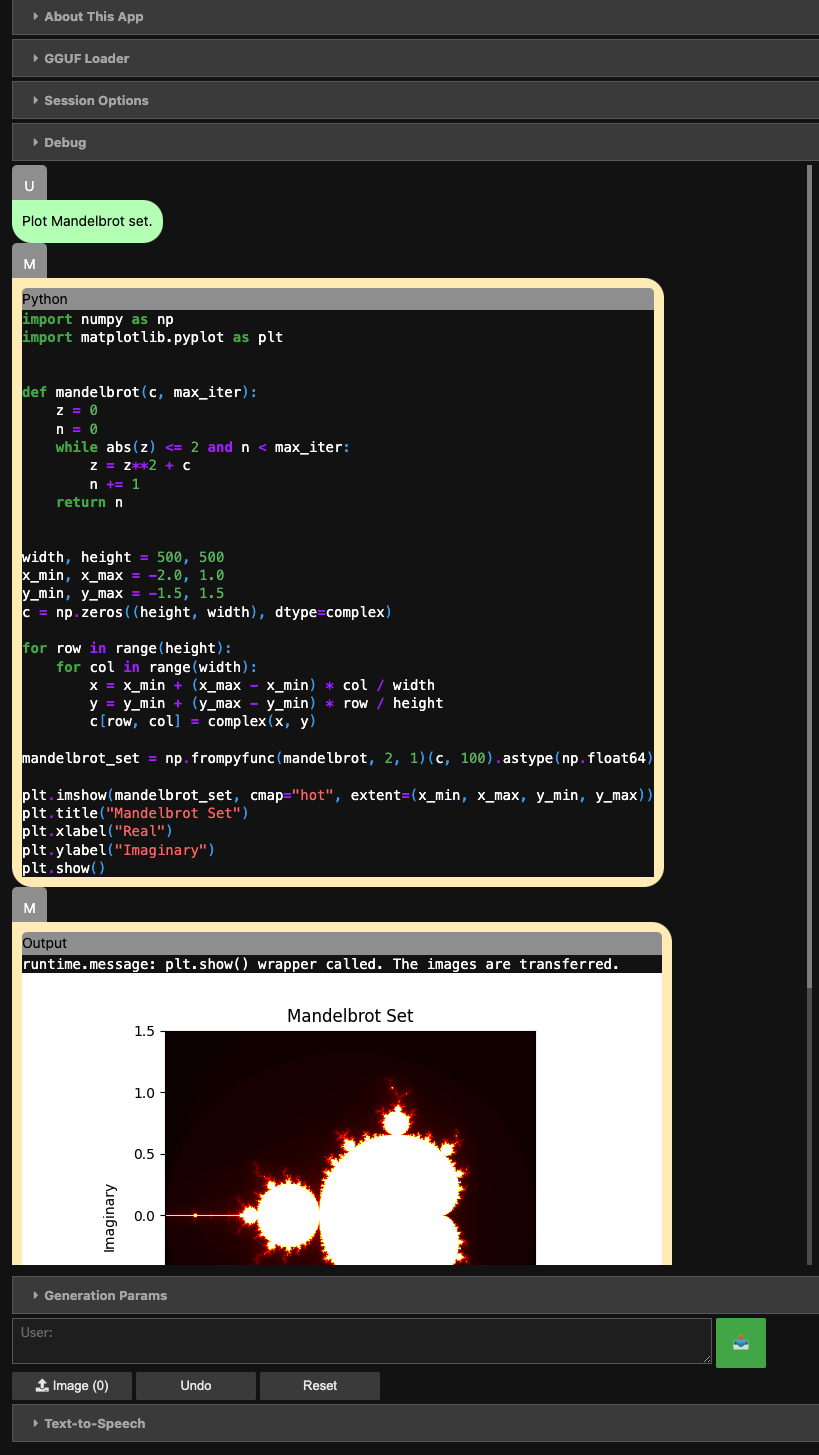 About This App
GGUF Loader
Session Options
Debug
U
Plot Mandelbrot set.
M
Python
import numpy as np
import matplotlib.pyplot as plt
def mandelbrot(c, max_iter):
    z = 0
    n = 0
    while abs(z) <= 2 and n < max_iter:
        z = z**2 + c
        n += 1
    return n
width, height = 500, 500
x_min, x_max = -2.0, 1.0
y_min, y_max = -1.5, 1.5
c = np.zeros((height, width), dtype=complex)
for row in range(height):
    for col in range(width):
        x = x_min + (x_max - x_min) * col / width
        y = y_min + (y_max - y_min) * row / height
        c[row, col] = complex(x, y)
mandelbrot_set = np.frompyfunc(mandelbrot, 2, 1)(c, 100).astype(np.float64)
plt.imshow(mandelbrot_set, cmap="hot", extent=(x_min, x_max, y_min, y_max))
plt.title("Mandelbrot Set")
plt.xlabel("Real")
plt.ylabel("Imaginary")
plt.show()
M
Output
runtime.message: plt.show() wrapper called. The images are transferred.
Mandelbrot Set
1.5
1.0
0.5
0.0
Imaginary
Generation Params
User:
Image (0)
Undo
Reset
Text-to-Speech